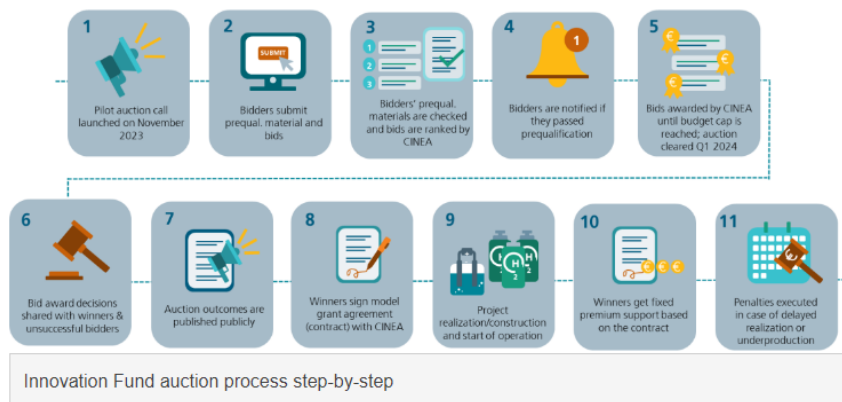 1
Pilot auction call
launched on November
2023
2
SUBMIT
Bidders submit
prequal. material and
bids
3
1
2
3
Bidders' prequal.
materials are checked
and bids are ranked by
CINEA
4
1
Bidders are notified if
they passed
prequalification
5
€
€
€
Bids awarded by CINEA
until budget cap is
reached; auction
cleared Q1 2024
6
Bid award decisions
shared with winners &
unsuccessful bidders
7
Auction outcomes are
published publicly
8
Winners sign model
grant agreement
(contract) with CINEA
9
H
2
Project
realization/construction
and start of operation
10
€ € €
Winners get fixed
premium support based
on the contract
11
€
Penalties executed
in case of delayed
realization or
underproduction
Innovation Fund auction process step-by-step